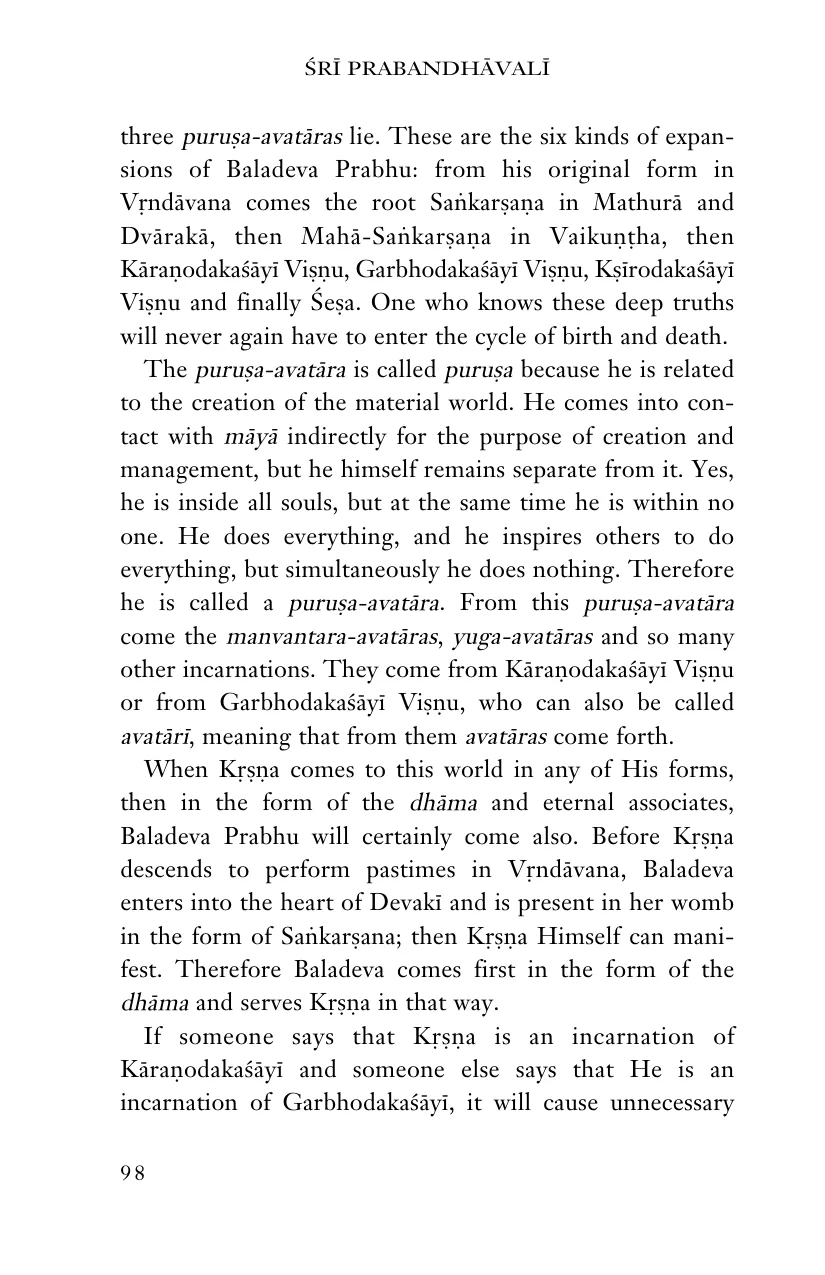 ŚRĪ PRABANDHĀVALĪ
three puruṣa-avatāras lie. These are the six kinds of expan-
sions of Baladeva Prabhu: from his original form in
Vṛndāvana comes the root Saṅkarṣaṇa in Mathurā and
Dvārakā, then Mahā-Saṅkarṣaṇa in Vaikuṇṭha, then
Kāraṇodakaśāyī Viṣṇu, Garbhodakaśāyī Viṣṇu, Kṣīrodakaśāyī
Viṣṇu and finally Śeṣa. One who knows these deep truths
will never again have to enter the cycle of birth and death.
The puruṣa-avatāra is called puruṣa because he is related
to the creation of the material world. He comes into con-
tact with māyā indirectly for the purpose of creation and
management, but he himself remains separate from it. Yes,
he is inside all souls, but at the same time he is within no
one. He does everything, and he inspires others to do
everything, but simultaneously he does nothing. Therefore
he is called a puruṣa-avatāra. From this puruṣa-avatāra
come the manvantara-avatāras, yuga-avatāras and so many
other incarnations. They come from Kāraṇodakaśāyī Viṣṇu
or from Garbhodakaśāyī Viṣṇu, who can also be called
avatārī, meaning that from them avatāras come forth.
When Kṛṣṇa comes to this world in any of His forms,
then in the form of the dhāma and eternal associates,
Baladeva Prabhu will certainly come also. Before Kṛṣṇa
descends to perform pastimes in Vṛndāvana, Baladeva
enters into the heart of Devakī and is present in her womb
in the form of Saṅkarṣana; then Kṛṣṇa Himself can mani-
fest. Therefore Baladeva comes first in the form of the
dhāma and serves Kṛṣṇa in that way.
If someone says that Kṛṣṇa is an incarnation of
Kāraṇodakaśāyī and someone else says that He is an
incarnation of Garbhodakaśāyī, it will cause unnecessary
98